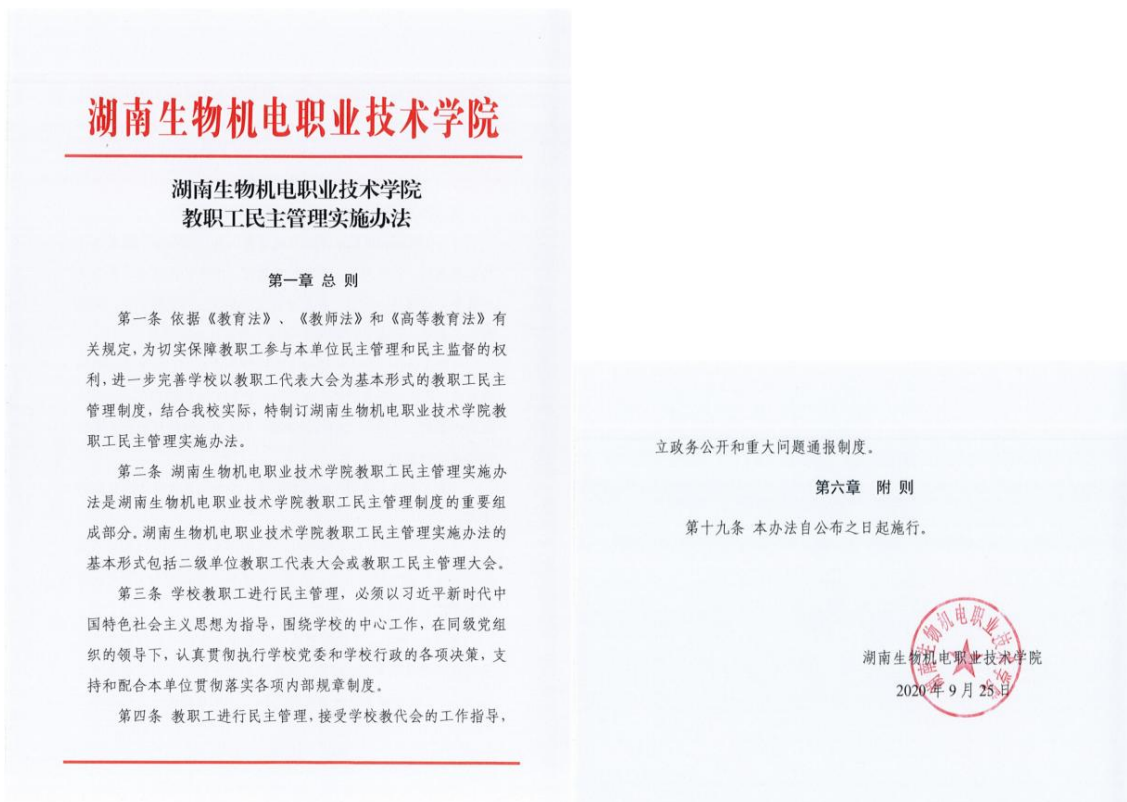 湖南生物机电职业技术学院
湖南生物机电职业技术学院
教职工民主管理实施办法
第一章 总 则
第一条 依据《教育法》、《教师法》和《高等教育法》有
关规定，为切实保障教职工参与本单位民主管理和民主监督的权
利，进一步完善学校以教职工代表大会为基本形式的教职工民主
管理制度，结合我校实际，特制订湖南生物机电职业技术学院教
职工民主管理实施办法。
第二条 湖南生物机电职业技术学院教职工民主管理实施办
法是湖南生物机电职业技术学院教职工民主管理制度的重要组
成部分。湖南生物机电职业技术学院教职工民主管理实施办法的
基本形式包括二级单位教职工代表大会或教职工民主管理大会。
第三条 学校教职工进行民主管理，必须以习近平新时代中
国特色社会主义思想为指导，围绕学校的中心工作，在同级党组
织的领导下，认真贯彻执行学校党委和学校行政的各项决策，支
持和配合本单位贯彻落实各项内部规章制度。
第四条 教职工进行民主管理，接受学校教代会的工作指导，
立政务公开和重大问题通报制度。
第六章 附 则
第十九条 本办法自公布之日起施行。
湖南生物机电职业技术学院
湖南生物机电职业技术学院
2020 年 9 月 25 日